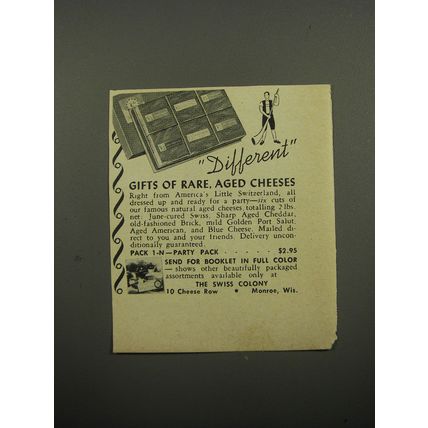 "Different"
GIFTS OF RARE, AGED CHEESES
Right from America's Little Switzerland, all
dressed up and ready for a party—six cuts of
our famous natural aged cheeses, totalling 2 lbs.
net: June-cured Swiss, Sharp Aged Cheddar,
old-fashioned Brick, mild Golden Port Salut,
Aged American, and Blue Cheese. Mailed di-
rect to you and your friends. Delivery uncon-
ditionally guaranteed.
PACK 1-N—PARTY PACK - - - - - $2.95
SEND FOR BOOKLET IN FULL COLOR
— shows other beautifully packaged
assortments available only at
THE SWISS COLONY
10 Cheese Row • Monroe, Wis.